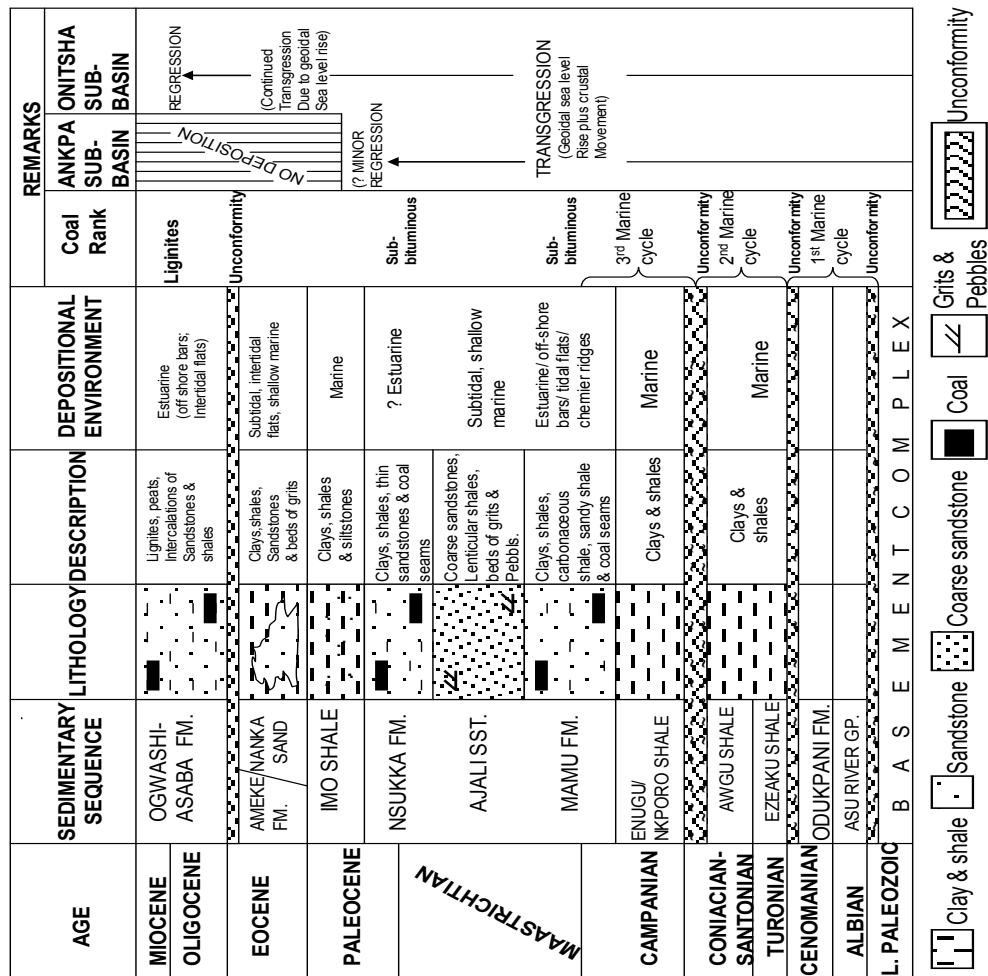 AGE
SEDIMENTARY
SEQUENCE
LITHOLOGY
DESCRIPTION
DEPOSITIONAL
ENVIRONMENT
Coal
Rank
REMARKS
ANKPA
SUB-
BASIN
ONITSHA
SUB-
BASIN
MIOCENE
OLIGOCENE
OGWASHI-
ASABA FM.
Lignites, peats,
Intercalations of
Sandstones &
shales
Estuarine
(off shore bars;
Intertidal flats)
Liginites
NO DEPOSITION
REGRESSION
Unconformity
EOCENE
AMEKE
FM.
NANKA
SAND
Clays,shales,
Sandstones
& beds of grits
Subtidal, intertidal
flats, shallow marine
(Continued
Transgression
Due to geoidal
Sea level rise)
PALEOCENE
IMO SHALE
Clays, shales
& siltstones
Marine
(? MINOR
REGRESSION
MAASTRICHTIAN
NSUKKA FM.
Clays, shales, thin
sandstones & coal
seams
? Estuarine
Sub-
bituminous
AJALI SST.
Coarse sandstones,
Lenticular shales,
beds of grits &
Pebbls.
Subtidal, shallow
marine
TRANSGRESSION
(Geoidal sea level
Rise plus crustal
Movement)
MAMU FM.
Clays, shales,
carbonaceous
shale, sandy shale
& coal seams
Estuarine/ off-shore
bars/ tidal flats/
chernier ridges
Sub-
bituminous
CAMPANIAN
ENUGU/
NKPORO SHALE
Clays & shales
Marine
3rd Marine
cycle
Unconformity
CONIACIAN-
SANTONIAN
AWGU SHALE
Clays &
shales
Marine
2nd Marine
cycle
TURONIAN
EZEAKU SHALE
Unconformity
CENOMANIAN
ODUKPANI FM.
1st Marine
cycle
ALBIAN
ASU RIVER GP.
Unconformity
L. PALEOZOIC
B A S E M E N T C O M P L E X
Clay & shale
Sandstone
Coarse sandstone
Coal
Grits &
Pebbles
Unconformity